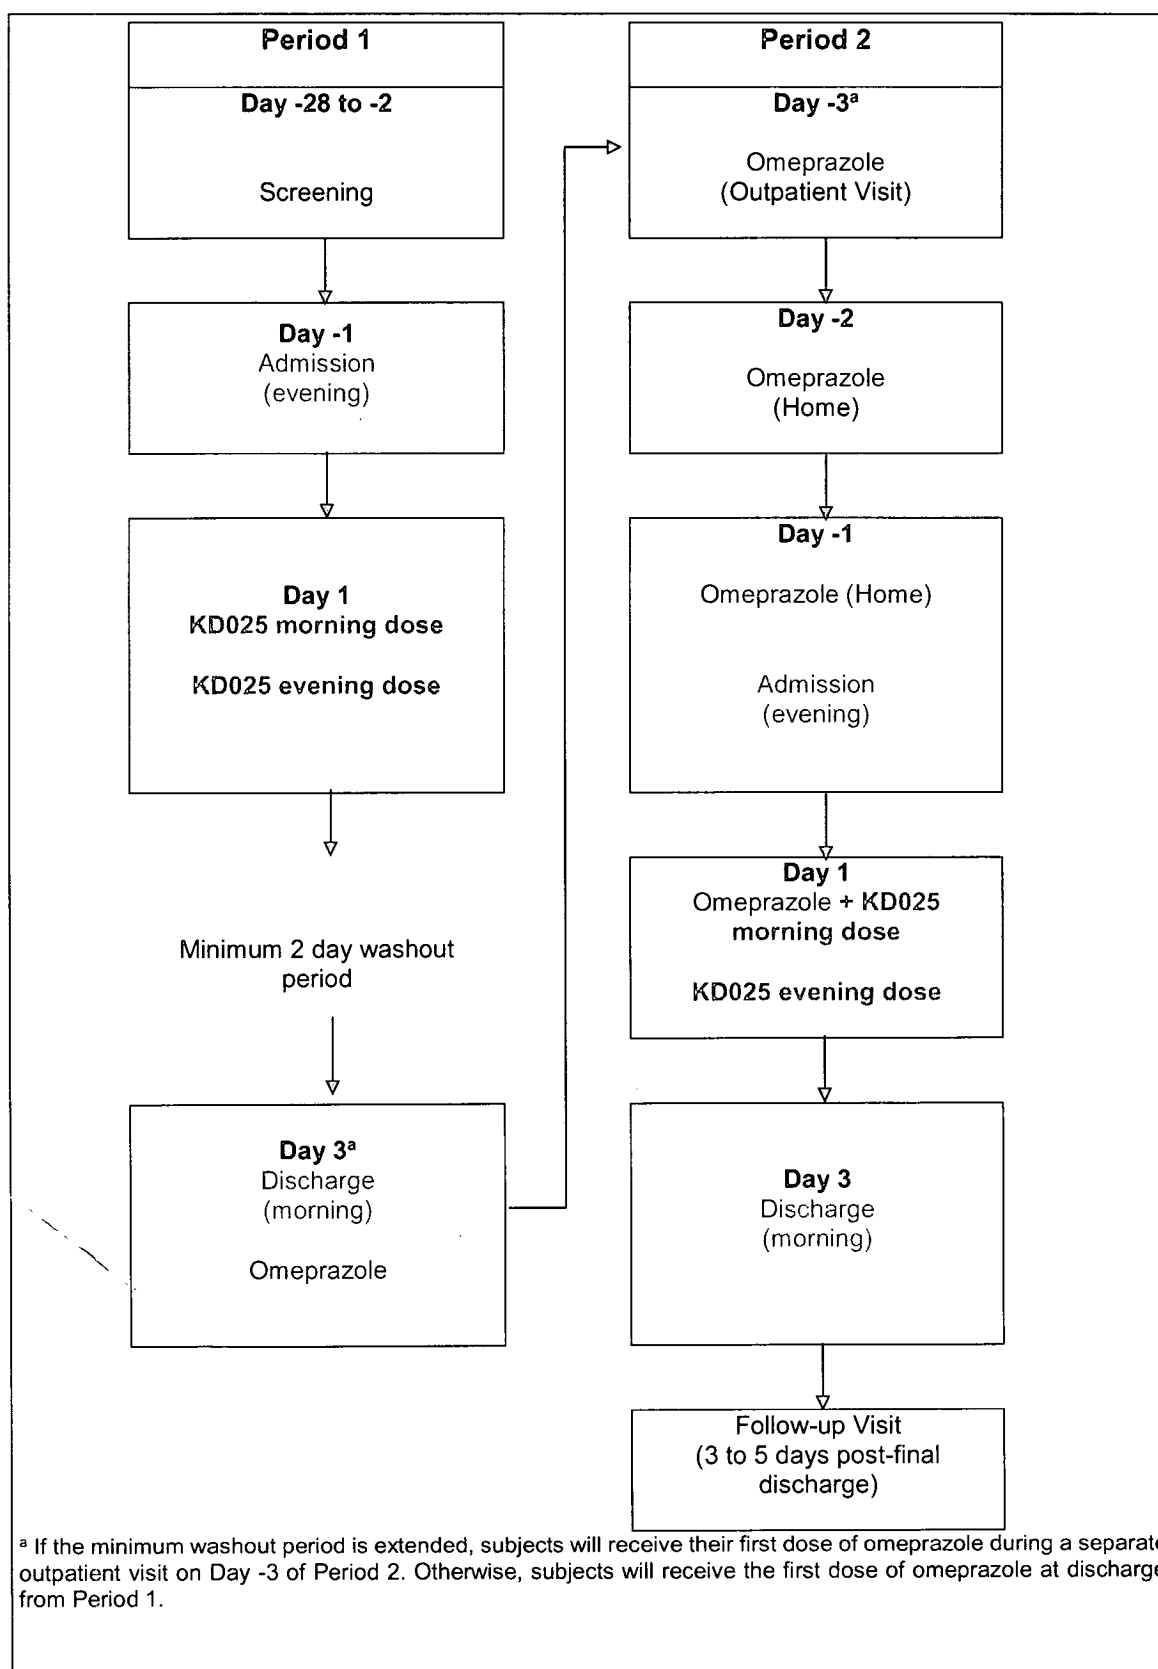 Period 1
Day -28 to -2
Screening
Day -1
Admission
(evening)
Day 1
KD025 morning dose
KD025 evening dose
Minimum 2 day washout
period
Day 3ᵃ
Discharge
(morning)
Omeprazole
Period 2
Day -3ᵃ
Omeprazole
(Outpatient Visit)
Day -2
Omeprazole
(Home)
Day -1
Omeprazole (Home)
Admission
(evening)
Day 1
Omeprazole + KD025
morning dose
KD025 evening dose
Day 3
Discharge
(morning)
Follow-up Visit
(3 to 5 days post-final
discharge)
ᵃ If the minimum washout period is extended, subjects will receive their first dose of omeprazole during a separate
outpatient visit on Day -3 of Period 2. Otherwise, subjects will receive the first dose of omeprazole at discharge
from Period 1.